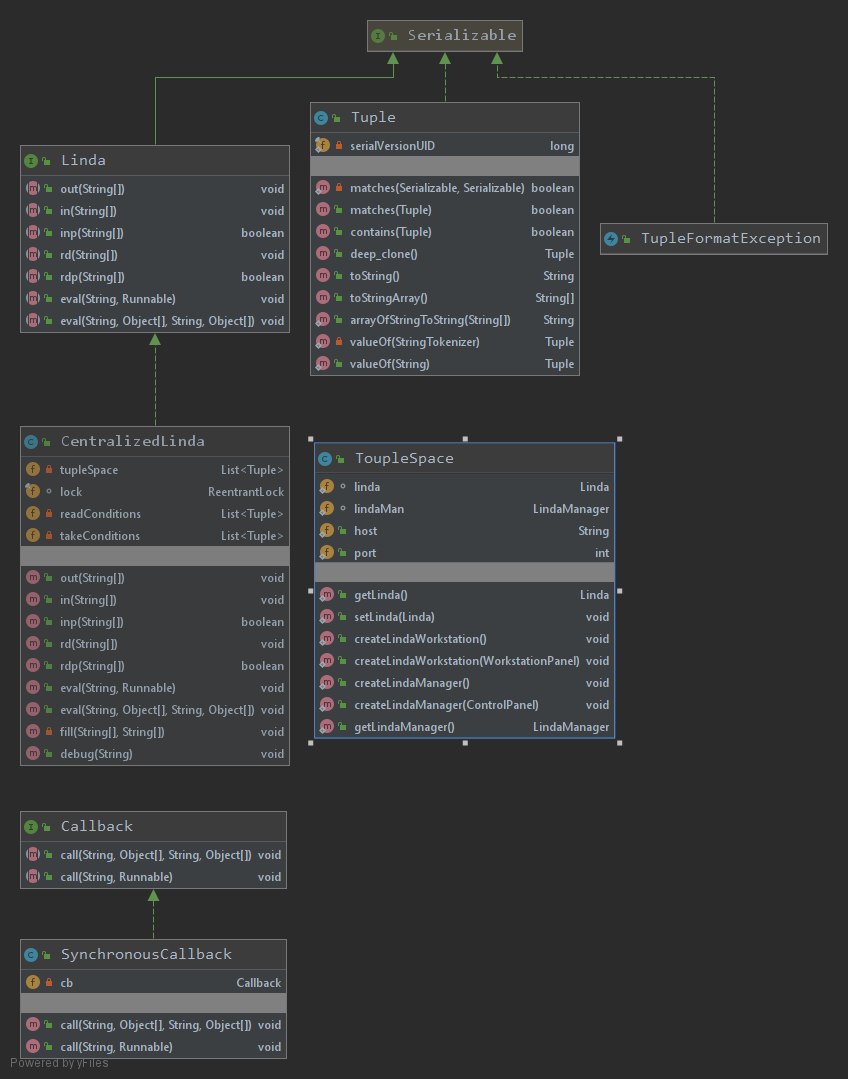 Serializable
Tuple
serialVersionUID long
matches(Serializable, Serializable) boolean
matches(Tuple) boolean
contains(Tuple) boolean
deep_clone() Tuple
toString() String
toStringArray() String[]
arrayOfStringToString(String[]) String
valueOf(StringTokenizer) Tuple
valueOf(String) Tuple
Linda
out(String[]) void
in(String[]) void
inp(String[]) boolean
rd(String[]) void
rdp(String[]) boolean
eval(String, Runnable) void
eval(String, Object[], String, Object[]) void
TupleFormatException
CentralizedLinda
tupleSpace List<Tuple>
lock ReentrantLock
readConditions List<Tuple>
takeConditions List<Tuple>
out(String[]) void
in(String[]) void
inp(String[]) boolean
rd(String[]) void
rdp(String[]) boolean
eval(String, Runnable) void
eval(String, Object[], String, Object[]) void
fill(String[], String[]) void
debug(String) void
ToupleSpace
linda Linda
lindaMan LindaManager
host String
port int
getLinda() Linda
setLinda(Linda) void
createLindaWorkstation() void
createLindaWorkstation(WorkstationPanel) void
createLindaManager() void
createLindaManager(ControlPanel) void
getLindaManager() LindaManager
Callback
call(String, Object[], String, Object[]) void
call(String, Runnable) void
SynchronousCallback
cb Callback
call(String, Object[], String, Object[]) void
call(String, Runnable) void
Powered by yFiles